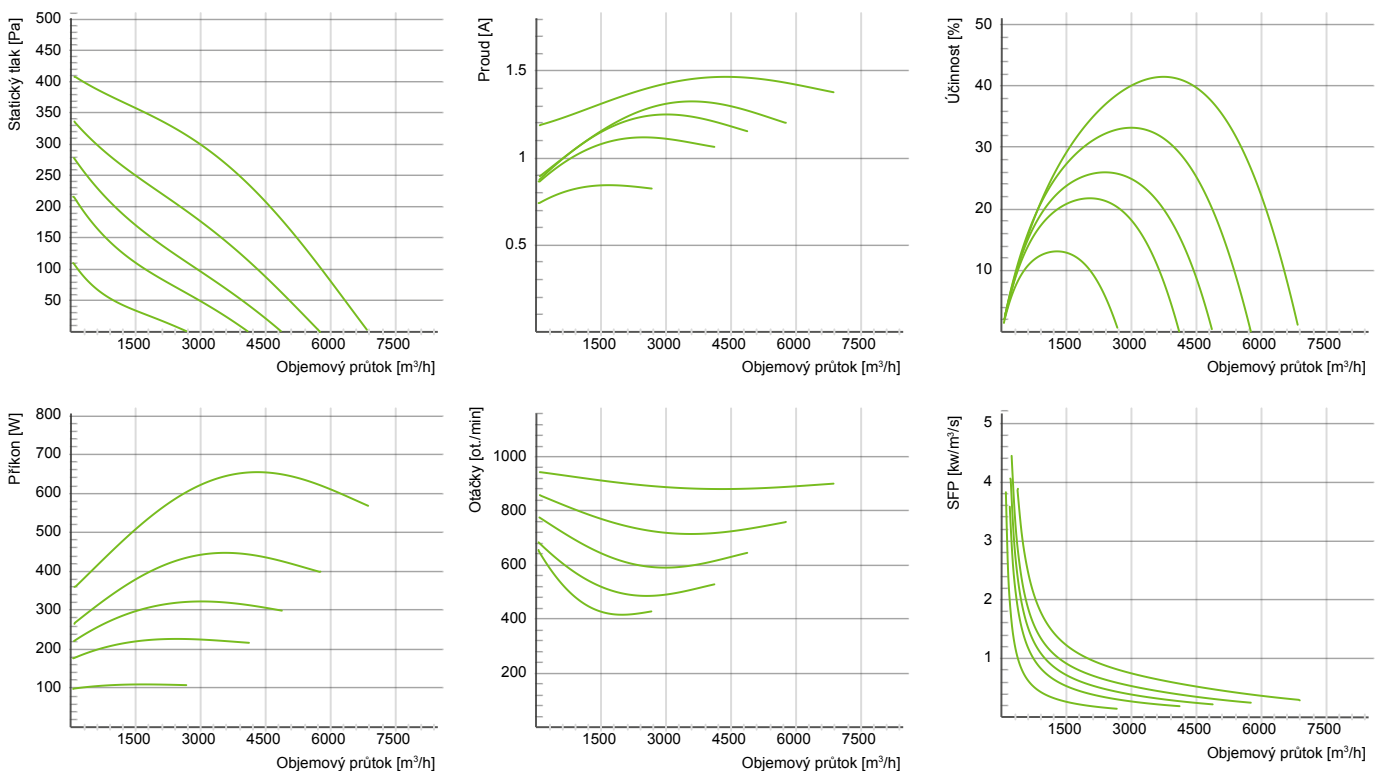 Statický tlak [Pa]
500
450
400
350
300
250
200
150
100
50
1500 3000 4500 6000 7500
Objemový průtok [m³/h]
Proud [A]
1.5
1
0.5
1500 3000 4500 6000 7500
Objemový průtok [m³/h]
Účinnost [%]
50
40
30
20
10
1500 3000 4500 6000 7500
Objemový průtok [m³/h]
Příkon [W]
800
700
600
500
400
300
200
100
1500 3000 4500 6000 7500
Objemový průtok [m³/h]
Otáčky [ot./min]
1000
800
600
400
200
1500 3000 4500 6000 7500
Objemový průtok [m³/h]
SFP [kw/m³/s]
5
4
3
2
1
1500 3000 4500 6000 7500
Objemový průtok [m³/h]